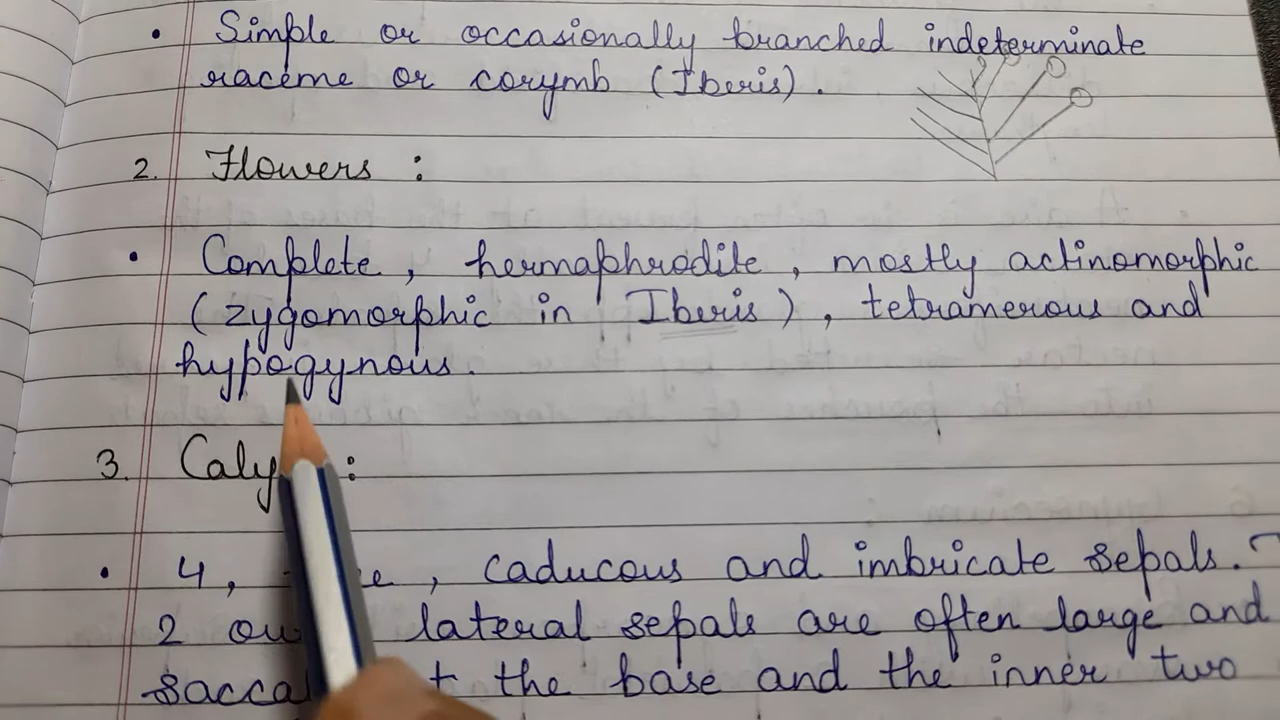 • Simple or occasionally branched indeterminate
raceme or corymb (Iberis).
2. Flowers :
• Complete, hermaphrodite, mostly actinomorphic
(zygomorphic in Iberis), tetramerous and
hypogynous.
3. Caly :
• 4, , caducous and imbricate sepals.
2 lateral sepals are often large and
the base and the inner two